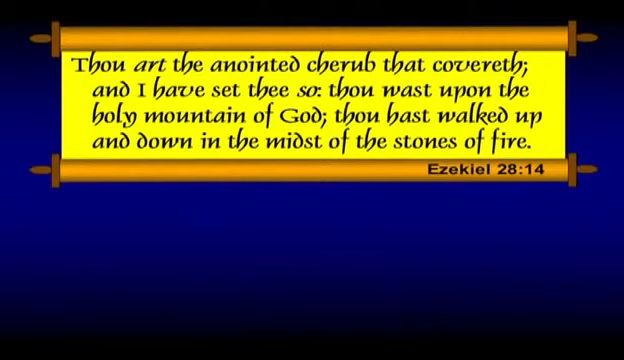 Thou art the anointed cherub that covereth;
and I have set thee so: thou wast upon the
holy mountain of God; thou hast walked up
and down in the midst of the stones of fire.
Ezekiel 28:14